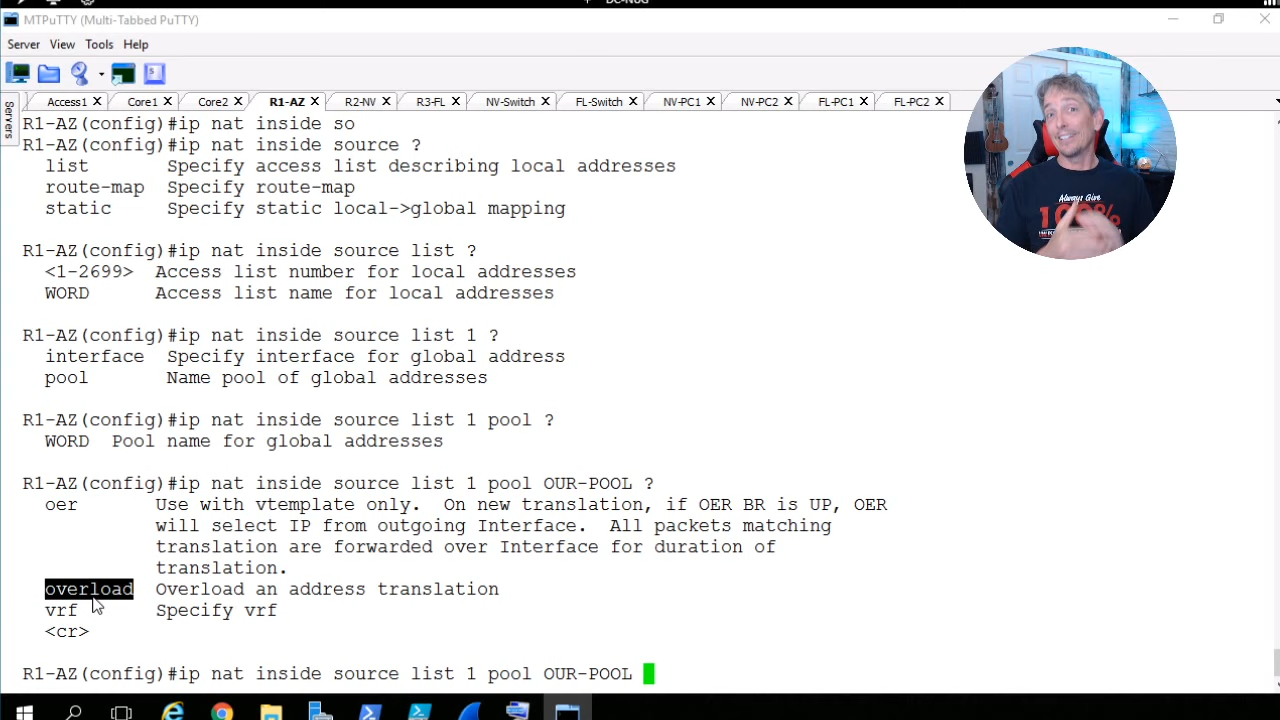 DC-NUG
MTPuTTY (Multi-Tabbed PuTTY)
Server View Tools Help
Servers
Access1 Core1 Core2 R1-AZ R2-NV R3-FL NV-Switch FL-Switch NV-PC1 NV-PC2 FL-PC1 FL-PC2
R1-AZ(config)#ip nat inside so
R1-AZ(config)#ip nat inside source ?
list Specify access list describing local addresses
route-map Specify route-map
static Specify static local->global mapping
R1-AZ(config)#ip nat inside source list ?
<1-2699> Access list number for local addresses
WORD Access list name for local addresses
R1-AZ(config)#ip nat inside source list 1 ?
interface Specify interface for global address
pool Name pool of global addresses
R1-AZ(config)#ip nat inside source list 1 pool ?
WORD Pool name for global addresses
R1-AZ(config)#ip nat inside source list 1 pool OUR-POOL ?
oer Use with vtemplate only. On new translation, if OER BR is UP, OER
will select IP from outgoing Interface. All packets matching
translation are forwarded over Interface for duration of
translation.
overload Overload an address translation
vrf Specify vrf
<cr>
R1-AZ(config)#ip nat inside source list 1 pool OUR-POOL
Always Give
100%